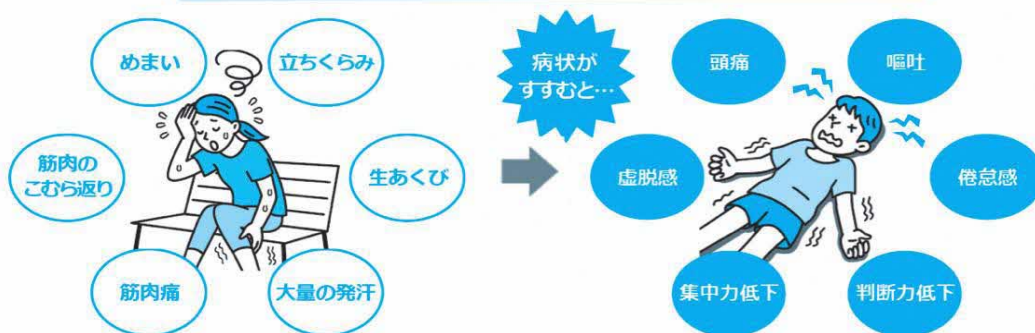 めまい
立ちくらみ
筋肉の
こむら返り
生あくび
筋肉痛
大量の発汗
病状が
すすむと…
頭痛
嘔吐
虚脱感
倦怠感
集中力低下
判断力低下